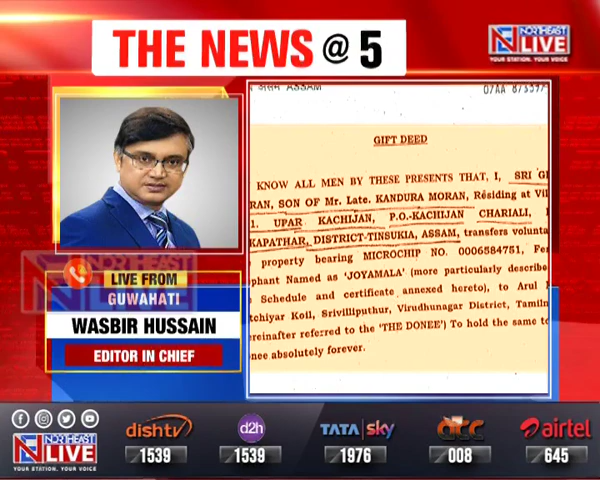 THE NEWS @ 5
NORTHEAST
LIVE
YOUR STATION. YOUR VOICE
ASSAM
GIFT DEED
KNOW ALL MEN BY THESE PRESENTS THAT, I, SRI G
RAN, SON OF Mr. Late. KANDURA MORAN, Residing at Vil
1. UPAR KACHIJAN, P.O.-KACHIJAN CHARIALI,
KAPATHAR, DISTRICT-TINSUKIA, ASSAM, transfers volunta
property bearing MICROCHIP NO. 0006584751, Fe
phant Named as 'JOYAMALA' (more particularly describe
Schedule and certificate annexed hereto), to Arul
tchiyar Koil, Srivilliputhur, Virudhunagar District, Tamiln
reinafter referred to the 'THE DONEE') To hold the same to
nee absolutely forever.
LIVE FROM
GUWAHATI
WASBIR HUSSAIN
EDITOR IN CHIEF
NORTHEAST
LIVE
YOUR STATION. YOUR VOICE
dishtv
1539
d2h
1539
TATA sky
1976
dtc
008
airtel
645